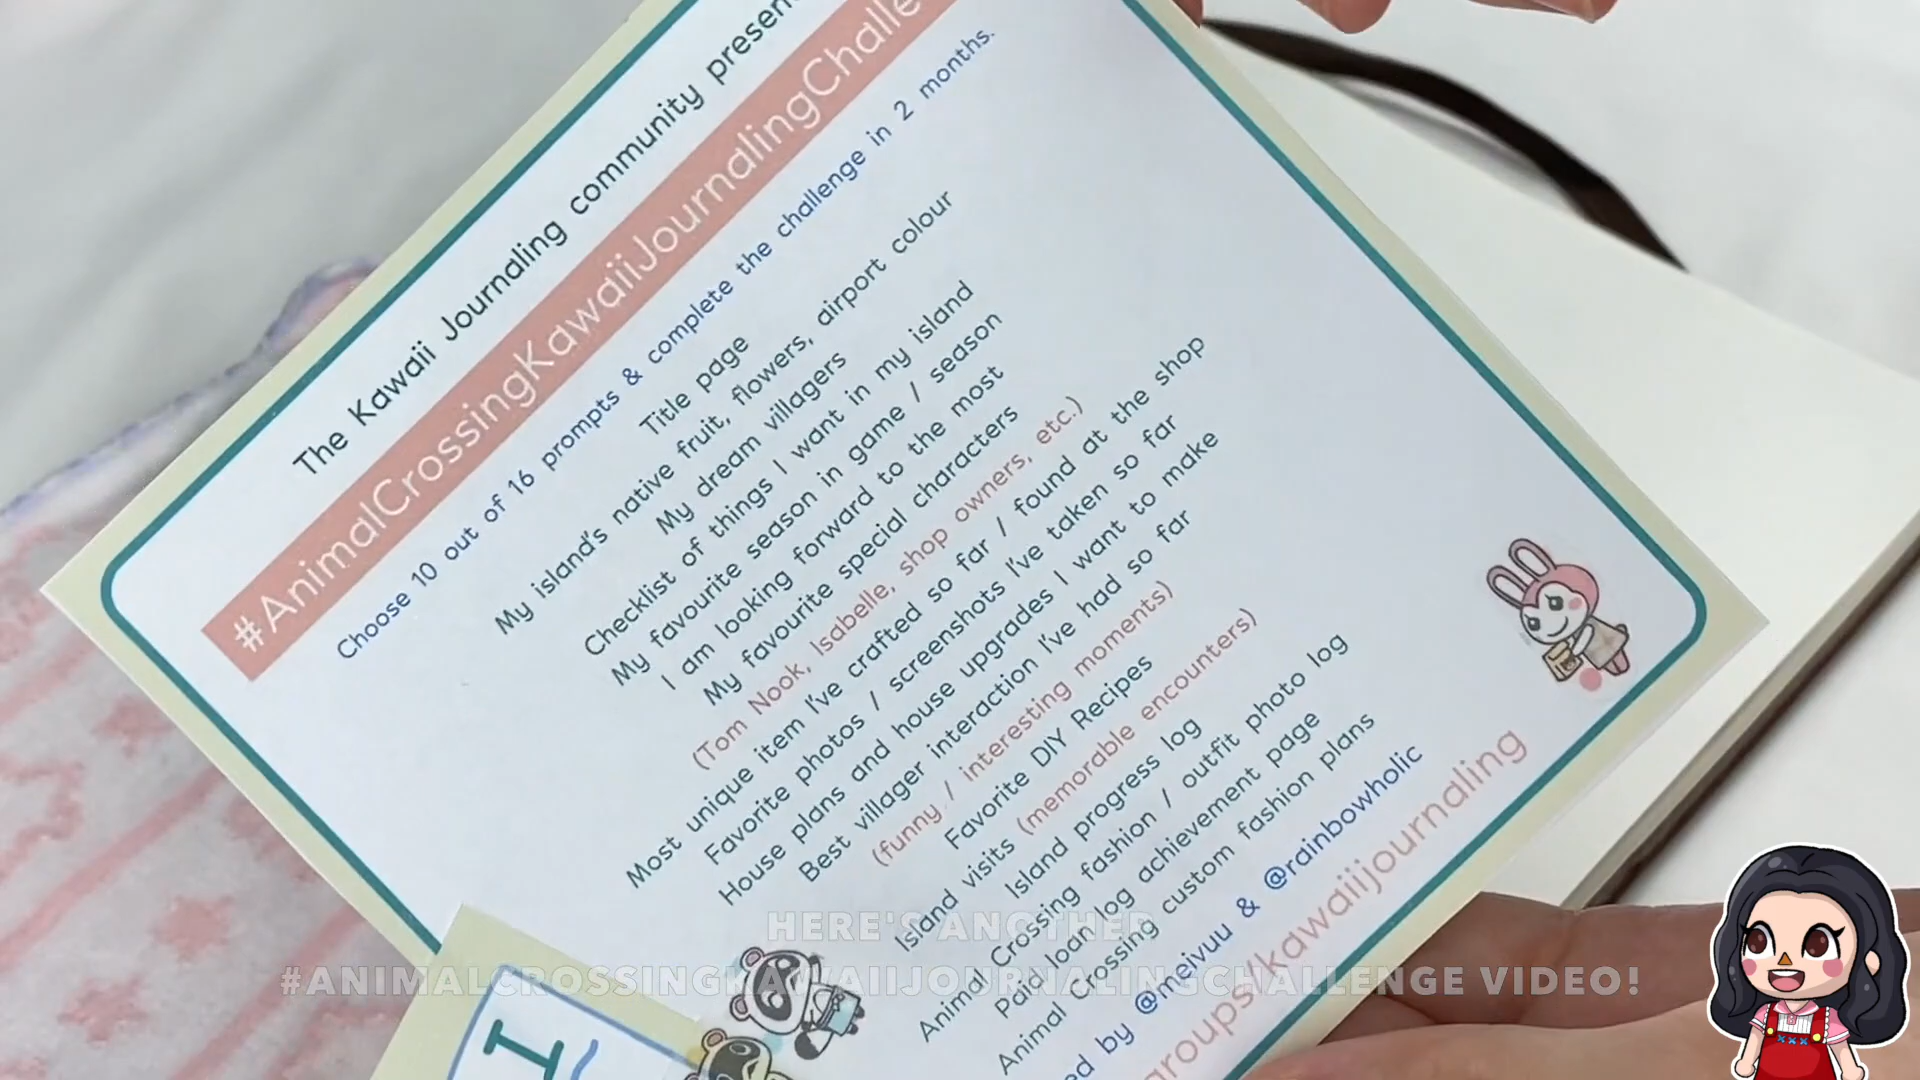 The Kawaii Journaling community
#AnimalCrossingKawaiiJournaling
Choose 10 out of 16 prompts & complete the challenge in 2 months.
Title page
My island's native fruit, flowers, airport colour
My dream villagers
Checklist of things I want in my island
My favourite season in game / season
I am looking forward to the most
My favourite special characters
(Tom Nook, Isabelle, shop owners, etc.)
Most unique item I've crafted so far / found at the shop
Favorite photos / screenshots I've taken so far
House plans and house upgrades I want to make
Best villager interaction I've had so far
(funny / interesting moments)
Favorite DIY Recipes
Island visits (memorable encounters)
Island progress log
Animal Crossing fashion / outfit photo log
Paid loan log achievement page
Animal Crossing custom fashion plans
by @meivuu & @rainbowholic
groups/kawaiijournaling
HERE'S ANOTHER
#ANIMALCROSSINGKAWAIIJOURNALINGCHALLENGE VIDEO!